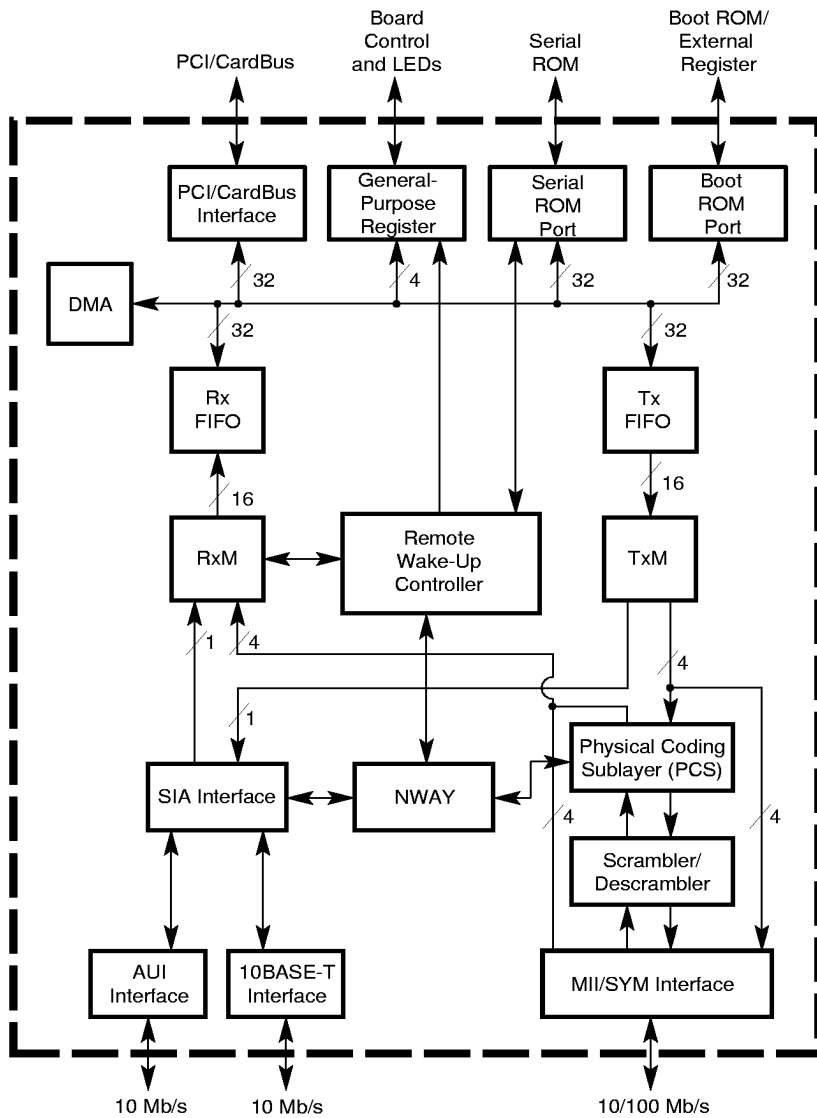 Board
Control
and LEDs
Boot ROM/
External
Register
PCI/CardBus
Serial
ROM
PCI/CardBus
Interface
General-
Purpose
Register
Serial
ROM
Port
Boot
ROM
Port
32
4
32
32
DMA
32
32
Rx
FIFO
Tx
FIFO
16
16
RxM
Remote
Wake-Up
Controller
TxM
1
4
4
1
Physical Coding
Sublayer (PCS)
SIA Interface
NWAY
4
4
Scrambler/
Descrambler
AUI
Interface
10BASE-T
Interface
MII/SYM Interface
10 Mb/s
10 Mb/s
10/100 Mb/s